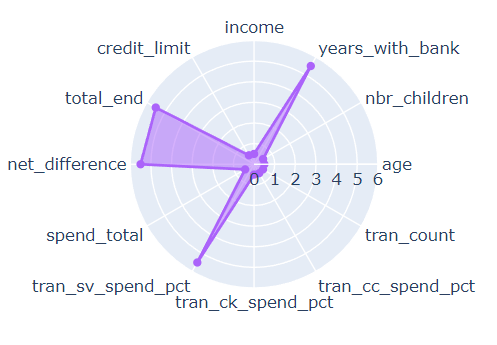 income
credit_limit
years_with_bank
total_end
nbr_children
net_difference
age
0 1 2 3 4 5 6
spend_total
tran_count
tran_sv_spend_pct
tran_cc_spend_pct
tran_ck_spend_pct